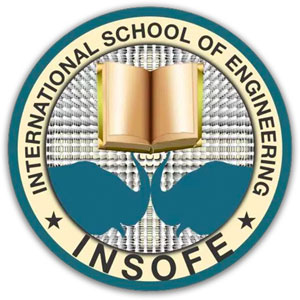 INTERNATIONAL SCHOOL OF ENGINEERING
★ INSOFE ★